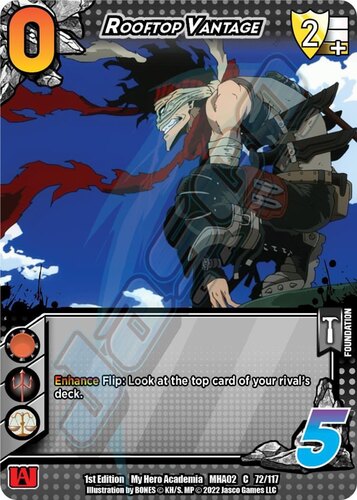 0
Rooftop Vantage
2
+
FOUNDATION
Enhance Flip: Look at the top card of your rival's
deck.
5
1st Edition My Hero Academia MHA02 C 72/117
Illustration by BONES © KH/S. MP © 2022 Jasco Games LLC